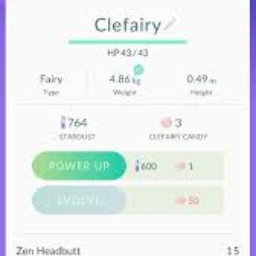 Clefairy
HP 43 / 43
Fairy 4.86 kg 0.49 m
Type Weight Height
764 3
STARDUST CLEFAIRY CANDY
POWER UP 600 1
EVOLVE 50
Zen Headbutt 15